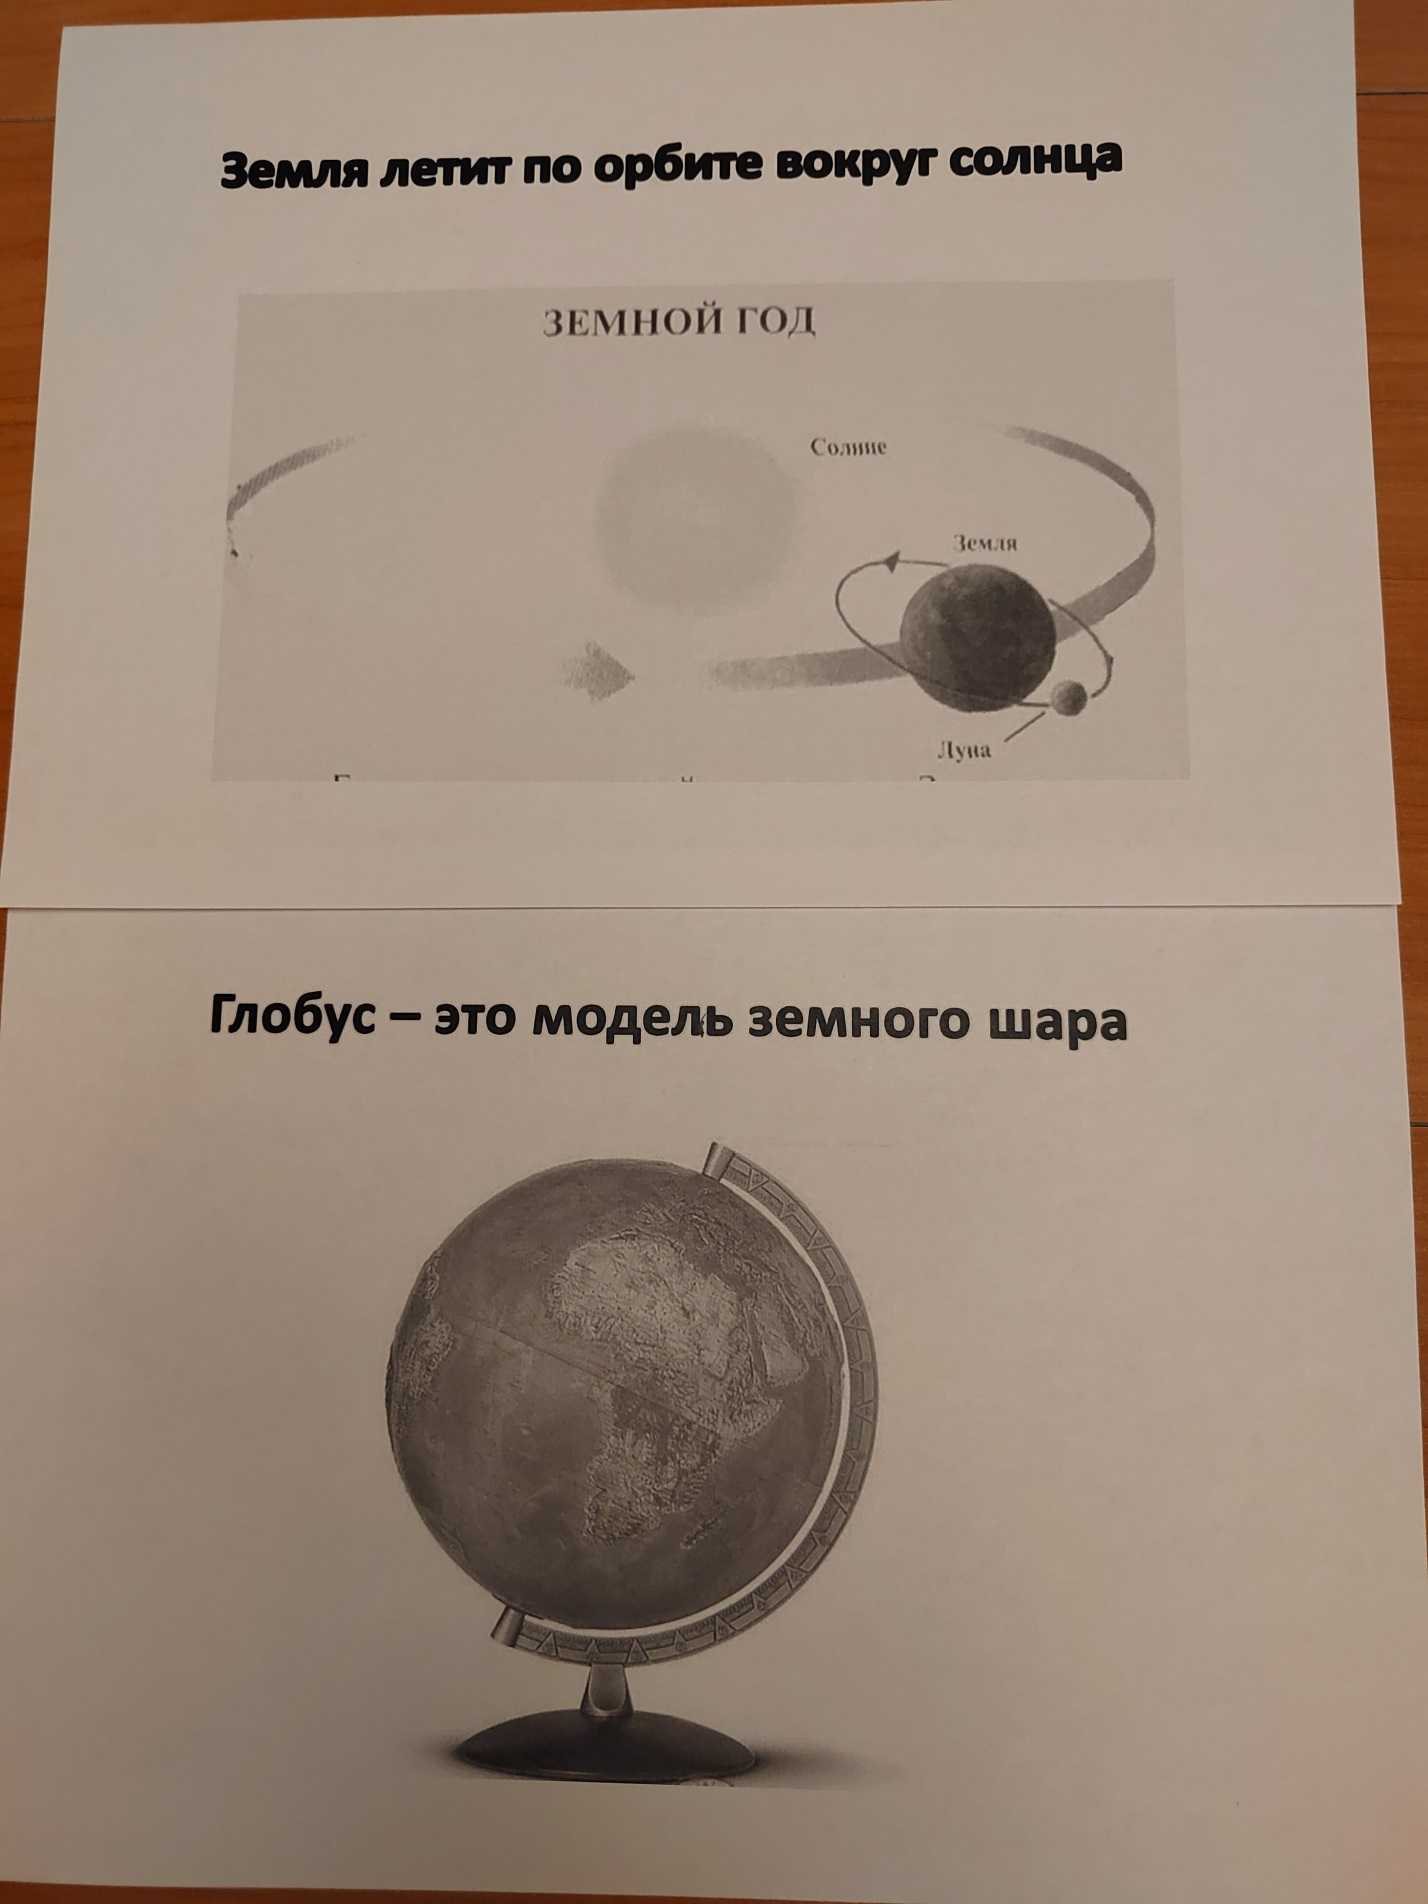 Земля летит по орбите вокруг солнца
ЗЕМНОЙ ГОД
Солнце
Земля
Луна
Глобус – это модель земного шара